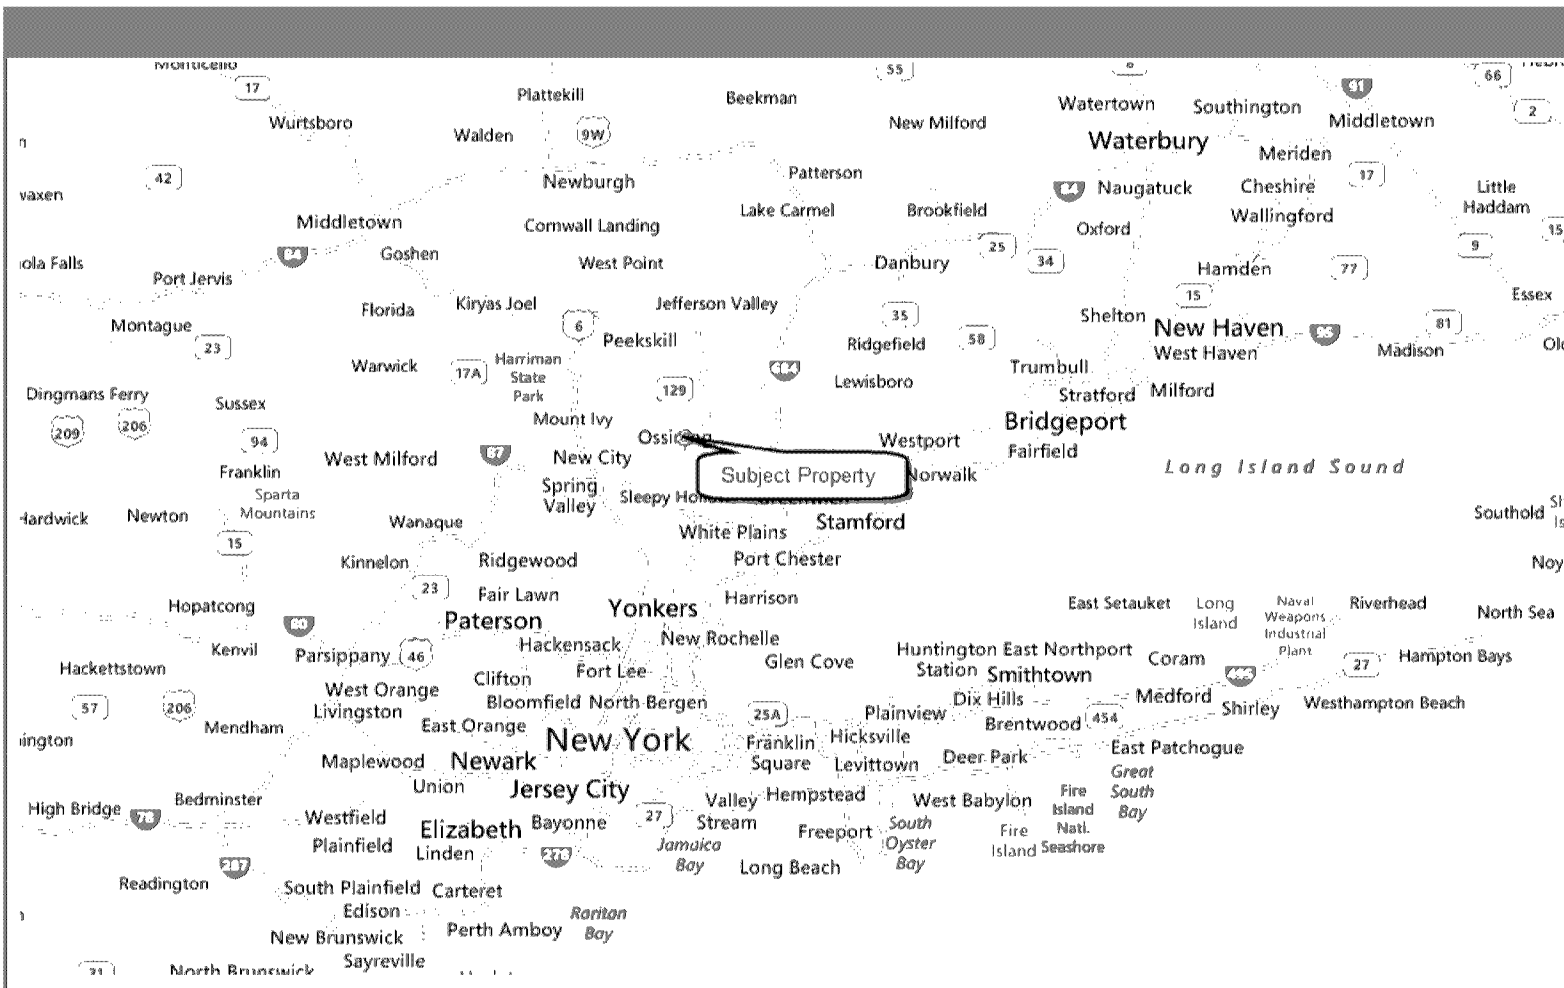 Monticello
55
6
66
17
Plattekill
Beekman
Watertown
Southington
91
2
Wurtsboro
Walden
9W
New Milford
Middletown
Waterbury
Meriden
42
Newburgh
Patterson
84
Naugatuck
Cheshire
17
Little
Haddam
Middletown
Cornwall Landing
Lake Carmel
Brookfield
Oxford
Wallingford
15
84
Goshen
West Point
Danbury
25
34
Hamden
77
9
Port Jervis
Florida
Kiryas Joel
Jefferson Valley
15
Essex
Montague
23
6
Peekskill
35
Ridgefield
58
Shelton
New Haven
95
81
West Haven
Madison
Warwick
17A
Harriman
State
Park
129
684
Lewisboro
Trumbull
Stratford
Milford
Dingmans Ferry
209
206
Sussex
94
Mount Ivy
Bridgeport
West Milford
87
New City
Westport
Fairfield
Franklin
Sparta
Mountains
Spring
Valley
Subject Property
Norwalk
Long Island Sound
Newton
Wanaque
White Plains
Stamford
Southold
15
Kinnelon
Ridgewood
Port Chester
23
Fair Lawn
Harrison
Hopatcong
80
Paterson
Yonkers
East Setauket
Long
Island
Naval
Weapons
Industrial
Plant
Riverhead
North Sea
Kenvil
Parsippany
46
Hackensack
New Rochelle
Hackettstown
Clifton
Fort Lee
Glen Cove
Huntington
Station
East Northport
Smithtown
Coram
495
27
Hampton Bays
57
206
West Orange
Livingston
Bloomfield
North Bergen
25A
Plainview
Dix Hills
Medford
Shirley
Westhampton Beach
Mendham
East Orange
New York
Franklin
Square
Hicksville
Brentwood
454
Maplewood
Newark
Levittown
Deer Park
East Patchogue
Great
South
Bay
Union
Jersey City
High Bridge
78
Bedminster
Westfield
27
Valley
Stream
Hempstead
West Babylon
Fire
Island
Natl.
Seashore
Elizabeth
Bayonne
Freeport
South
Oyster
Bay
Fire
Island
Plainfield
Linden
278
Jamaica
Bay
Long Beach
287
Readington
South Plainfield
Carteret
Edison
Raritan
Bay
New Brunswick
Perth Amboy
Sayreville
North Brunswick